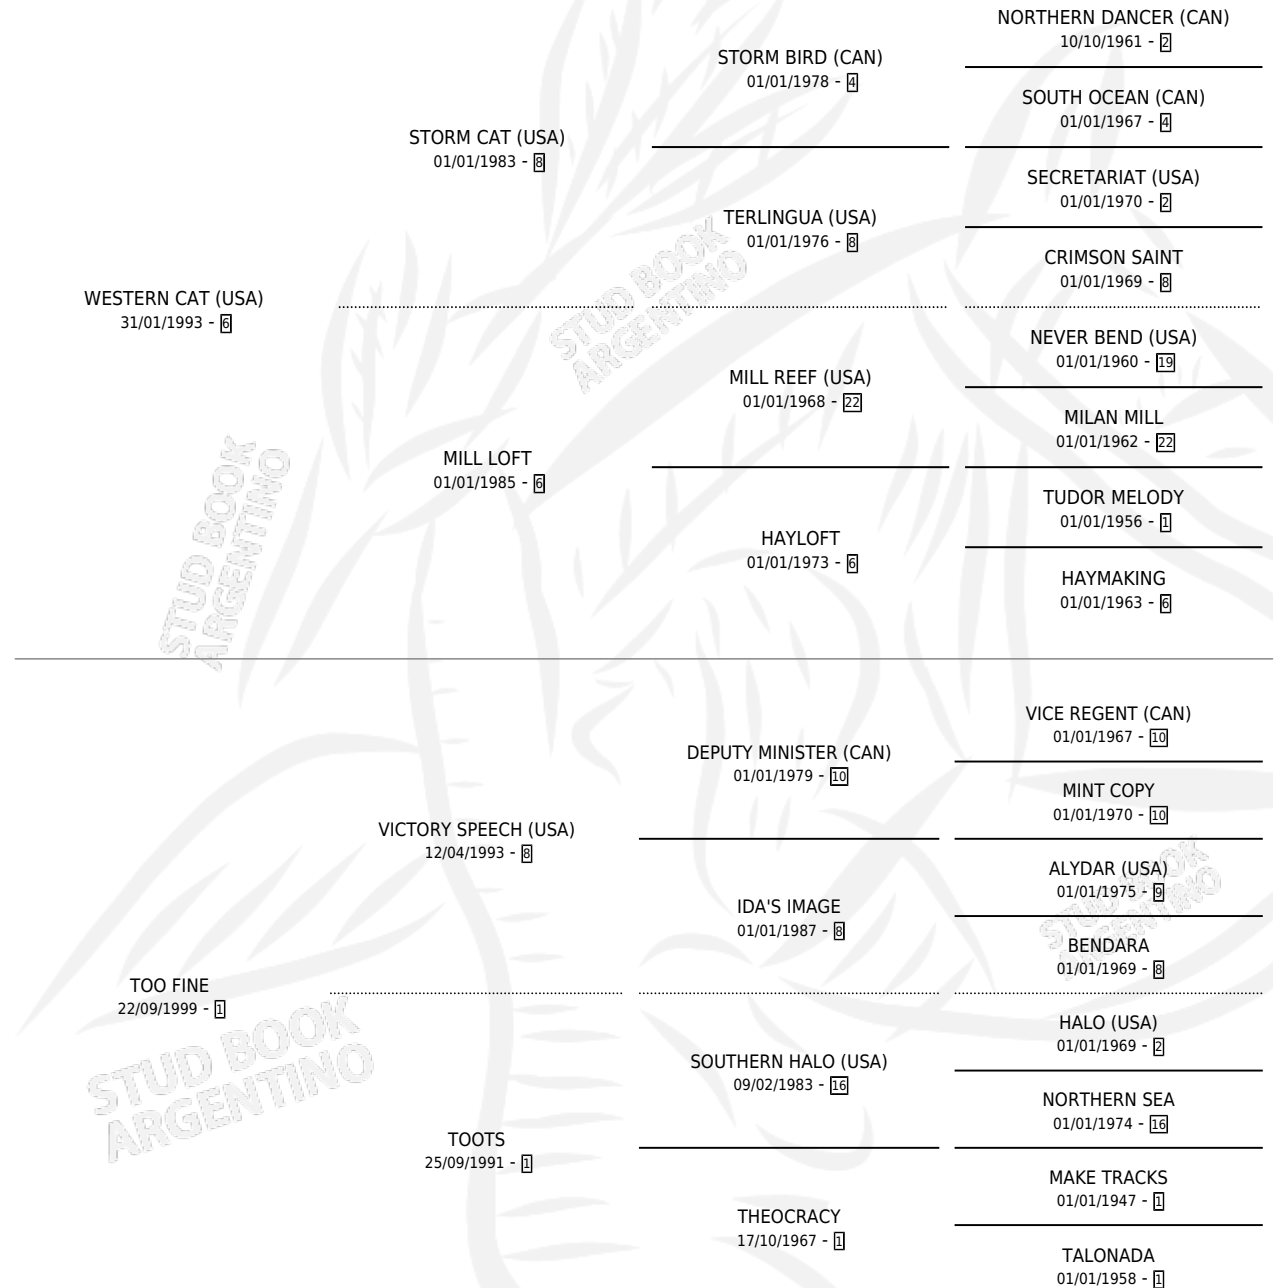 NORTHERN DANCER (CAN)
10/10/1961 - 2
STORM BIRD (CAN)
01/01/1978 - 4
SOUTH OCEAN (CAN)
01/01/1967 - 4
STORM CAT (USA)
01/01/1983 - 8
SECRETARIAT (USA)
01/01/1970 - 2
TERLINGUA (USA)
01/01/1976 - 8
CRIMSON SAINT
01/01/1969 - 8
WESTERN CAT (USA)
31/01/1993 - 6
NEVER BEND (USA)
01/01/1960 - 19
MILL REEF (USA)
01/01/1968 - 22
MILAN MILL
01/01/1962 - 22
MILL LOFT
01/01/1985 - 6
TUDOR MELODY
01/01/1956 - 1
HAYLOFT
01/01/1973 - 6
HAYMAKING
01/01/1963 - 6
VICE REGENT (CAN)
01/01/1967 - 10
DEPUTY MINISTER (CAN)
01/01/1979 - 10
MINT COPY
01/01/1970 - 10
VICTORY SPEECH (USA)
12/04/1993 - 8
ALYDAR (USA)
01/01/1975 - 9
IDA'S IMAGE
01/01/1987 - 8
BENDARA
01/01/1969 - 8
TOO FINE
22/09/1999 - 1
HALO (USA)
01/01/1969 - 2
SOUTHERN HALO (USA)
09/02/1983 - 16
NORTHERN SEA
01/01/1974 - 16
TOOTS
25/09/1991 - 1
MAKE TRACKS
01/01/1947 - 1
THEOCRACY
17/10/1967 - 1
TALONADA
01/01/1958 - 1
STUD BOOK
ARGENTINO
STUD BOOK
ARGENTINO
STUD BOOK
ARGENTINO
STUD BOOK
ARGENTINO